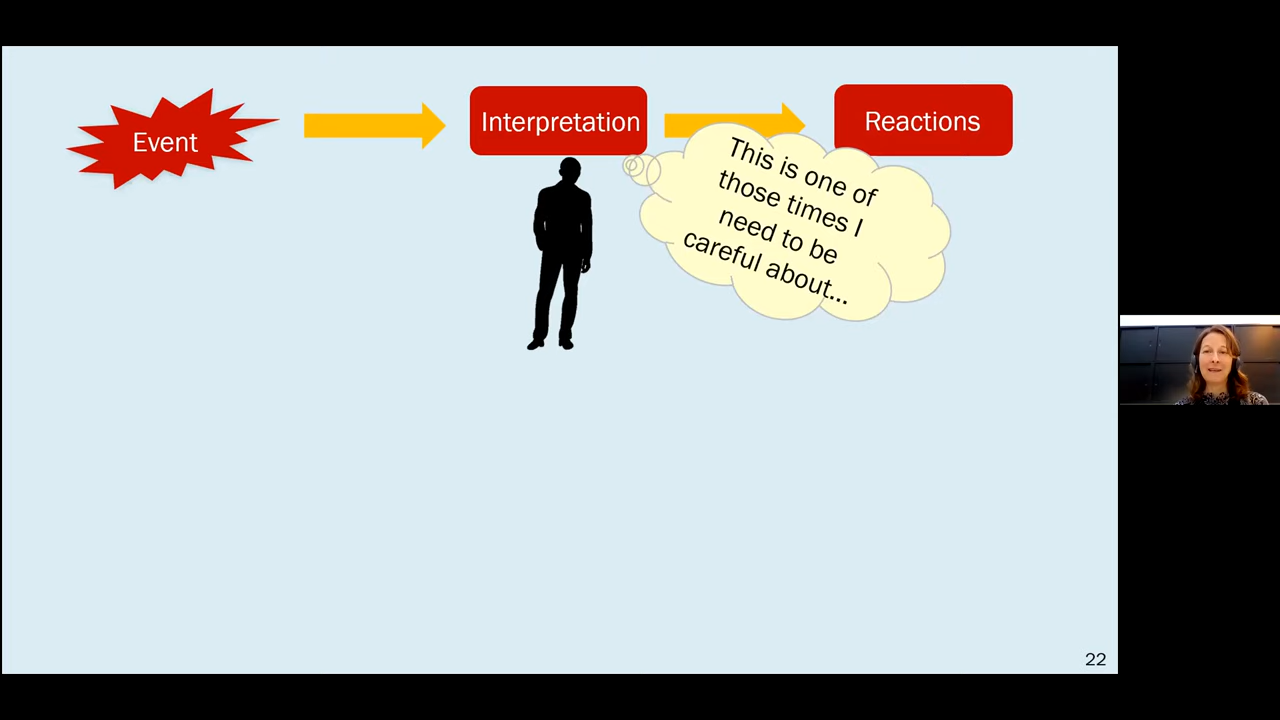 Event
Interpretation
Reactions
This is one of
those times I
need to be
careful about...
22